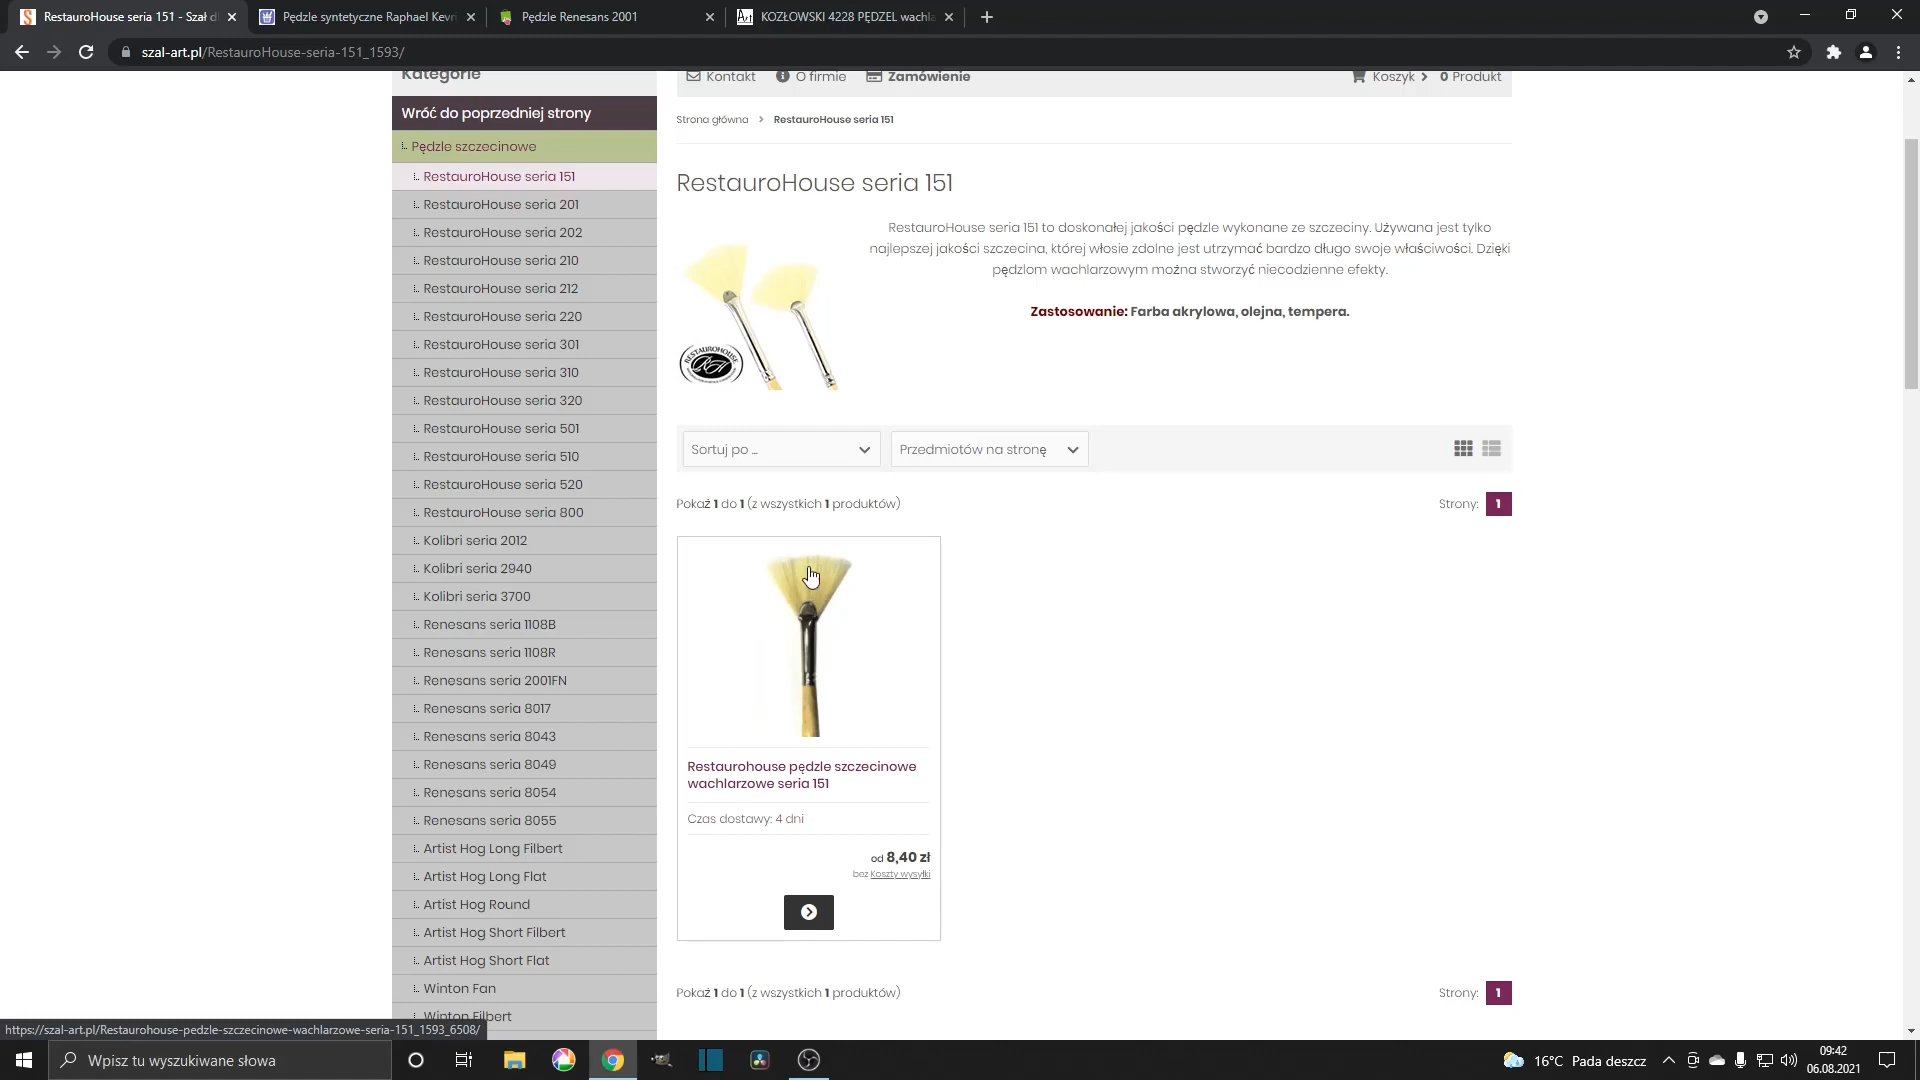 RestauroHouse seria 151 - Szał d
Pędzle syntetyczne Raphael Kevr
Pędzle Renesans 2001
KOZŁOWSKI 4228 PĘDZEL wachla
szal-art.pl/RestauroHouse-seria-151_1593/
Kategorie
Kontakt
O firmie
Zamówienie
Koszyk
0 Produkt
Wróć do poprzedniej strony
Pędzle szczecinowe
RestauroHouse seria 151
RestauroHouse seria 201
RestauroHouse seria 202
RestauroHouse seria 210
RestauroHouse seria 212
RestauroHouse seria 220
RestauroHouse seria 301
RestauroHouse seria 310
RestauroHouse seria 320
RestauroHouse seria 501
RestauroHouse seria 510
RestauroHouse seria 520
RestauroHouse seria 800
Kolibri seria 2012
Kolibri seria 2940
Kolibri seria 3700
Renesans seria 1108B
Renesans seria 1108R
Renesans seria 2001FN
Renesans seria 8017
Renesans seria 8043
Renesans seria 8049
Renesans seria 8054
Renesans seria 8055
Artist Hog Long Filbert
Artist Hog Long Flat
Artist Hog Round
Artist Hog Short Filbert
Artist Hog Short Flat
Winton Fan
Winton Filbert
Strona główna > RestauroHouse seria 151
RestauroHouse seria 151
RestauroHouse seria 151 to doskonałej jakości pędzle wykonane ze szczeciny. Używana jest tylko
najlepszej jakości szczecina, której włosie zdolne jest utrzymać bardzo długo swoje właściwości. Dzięki
pędzlom wachlarzowym można stworzyć niecodzienne efekty.
Zastosowanie: Farba akrylowa, olejna, tempera.
RESTAUROHOUSE
RH
Sortuj po ...
Przedmiotów na stronę
Pokaż 1 do 1 (z wszystkich 1 produktów)
Strony: 1
Restaurohouse pędzle szczecinowe
wachlarzowe seria 151
Czas dostawy: 4 dni
od 8,40 zł
bez Koszty wysyłki
Pokaż 1 do 1 (z wszystkich 1 produktów)
Strony: 1
https://szal-art.pl/Restaurohouse-pedzle-szczecinowe-wachlarzowe-seria-151_1593_6508/
Wpisz tu wyszukiwane słowa
16°C Pada deszcz
09:42
06.08.2021